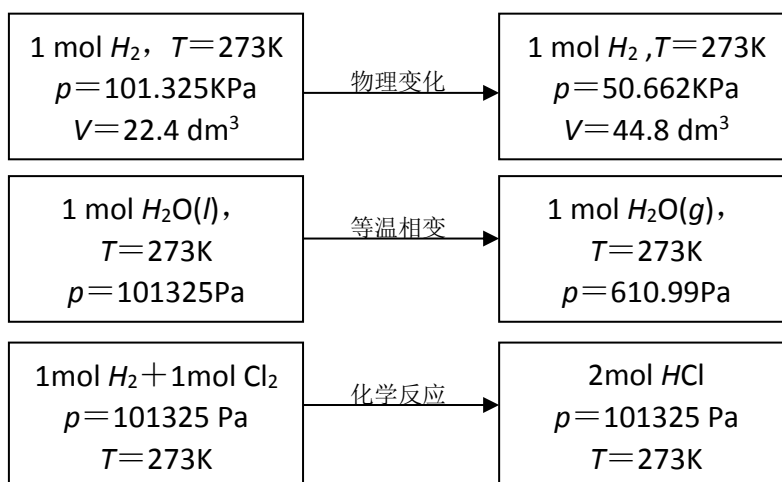 1 mol H₂，T＝273K
p＝101.325KPa
V＝22.4 dm³
物理变化
1 mol H₂ ,T＝273K
p＝50.662KPa
V＝44.8 dm³
1 mol H₂O(l)，
T＝273K
p＝101325Pa
等温相变
1 mol H₂O(g)，
T＝273K
p＝610.99Pa
1mol H₂＋1mol Cl₂
p＝101325 Pa
T＝273K
化学反应
2mol HCl
p＝101325 Pa
T＝273K